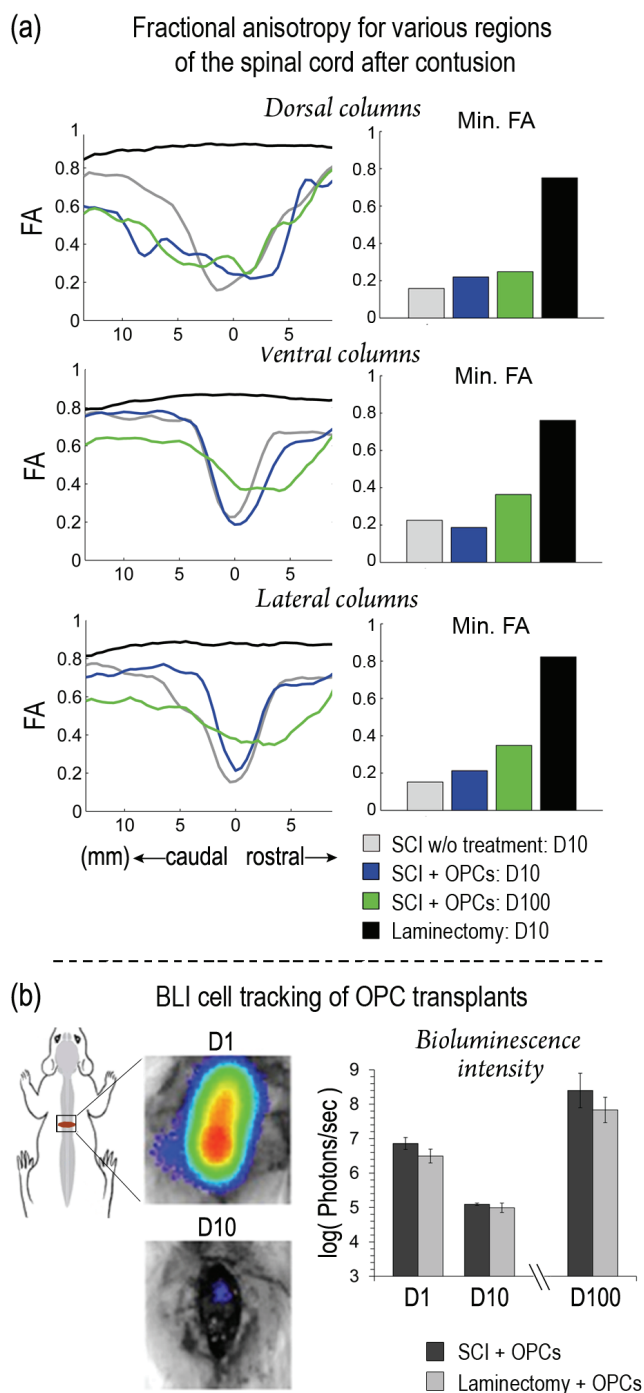 (a)
Fractional anisotropy for various regions
of the spinal cord after contusion
Dorsal columns
Min. FA
FA
1
0.8
0.6
0.4
0.2
0
10 5 0 5
1
0.8
0.6
0.4
0.2
0
Ventral columns
Min. FA
FA
1
0.8
0.6
0.4
0.2
0
10 5 0 5
1
0.8
0.6
0.4
0.2
0
Lateral columns
Min. FA
FA
1
0.8
0.6
0.4
0.2
0
10 5 0 5
1
0.8
0.6
0.4
0.2
0
(mm) ←caudal rostral→
SCI w/o treatment: D10
SCI + OPCs: D10
SCI + OPCs: D100
Laminectomy: D10
(b)
BLI cell tracking of OPC transplants
D1
D10
Bioluminescence
intensity
log( Photons/sec )
9
8
7
6
5
4
3
D1 D10 D100
SCI + OPCs
Laminectomy + OPCs